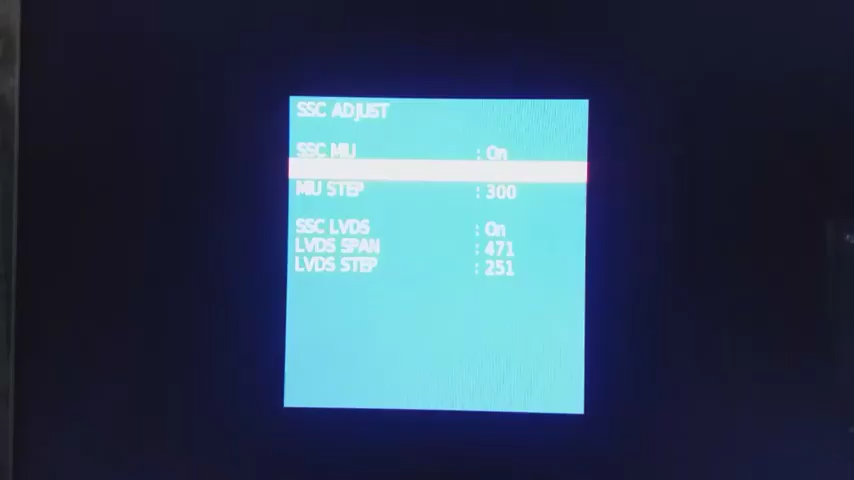 SSC ADJUST
SSC MIU : On
MIU STEP : 300
SSC LVDS : On
LVDS SPAN : 471
LVDS STEP : 251